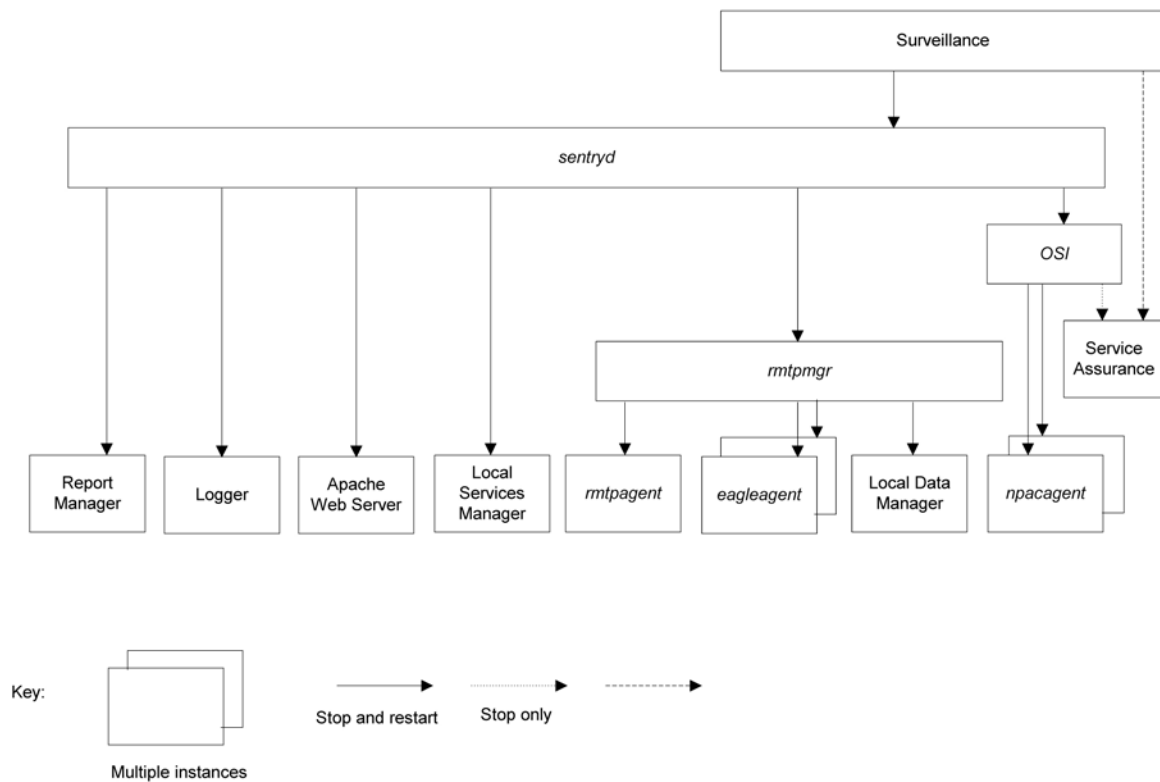 Surveillance
sentryd
OSI
Service
Assurance
rmtpmgr
Report
Manager
Logger
Apache
Web Server
Local
Services
Manager
rmtpagent
eagleagent
Local Data
Manager
npacagent
Key:
Stop and restart
Stop only
Multiple instances